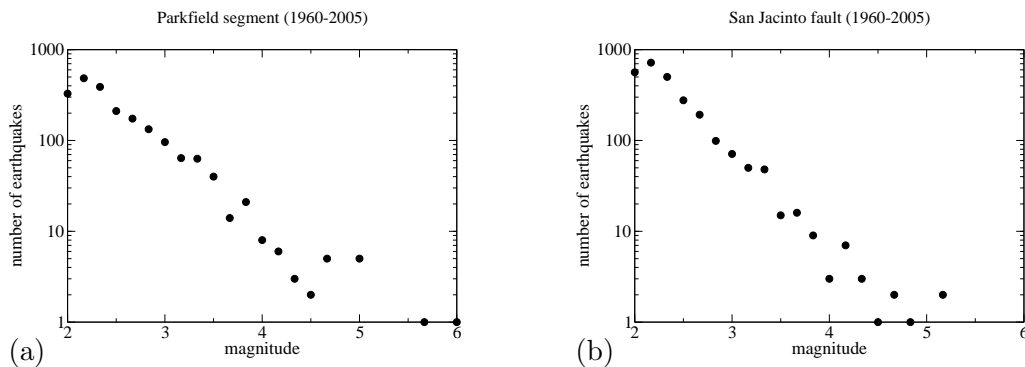 Parkfield segment (1960-2005)
1000
100
10
1
number of earthquakes
2 3 4 5 6
magnitude
(a)
San Jacinto fault (1960-2005)
1000
100
10
1
number of earthquakes
2 3 4 5 6
magnitude
(b)